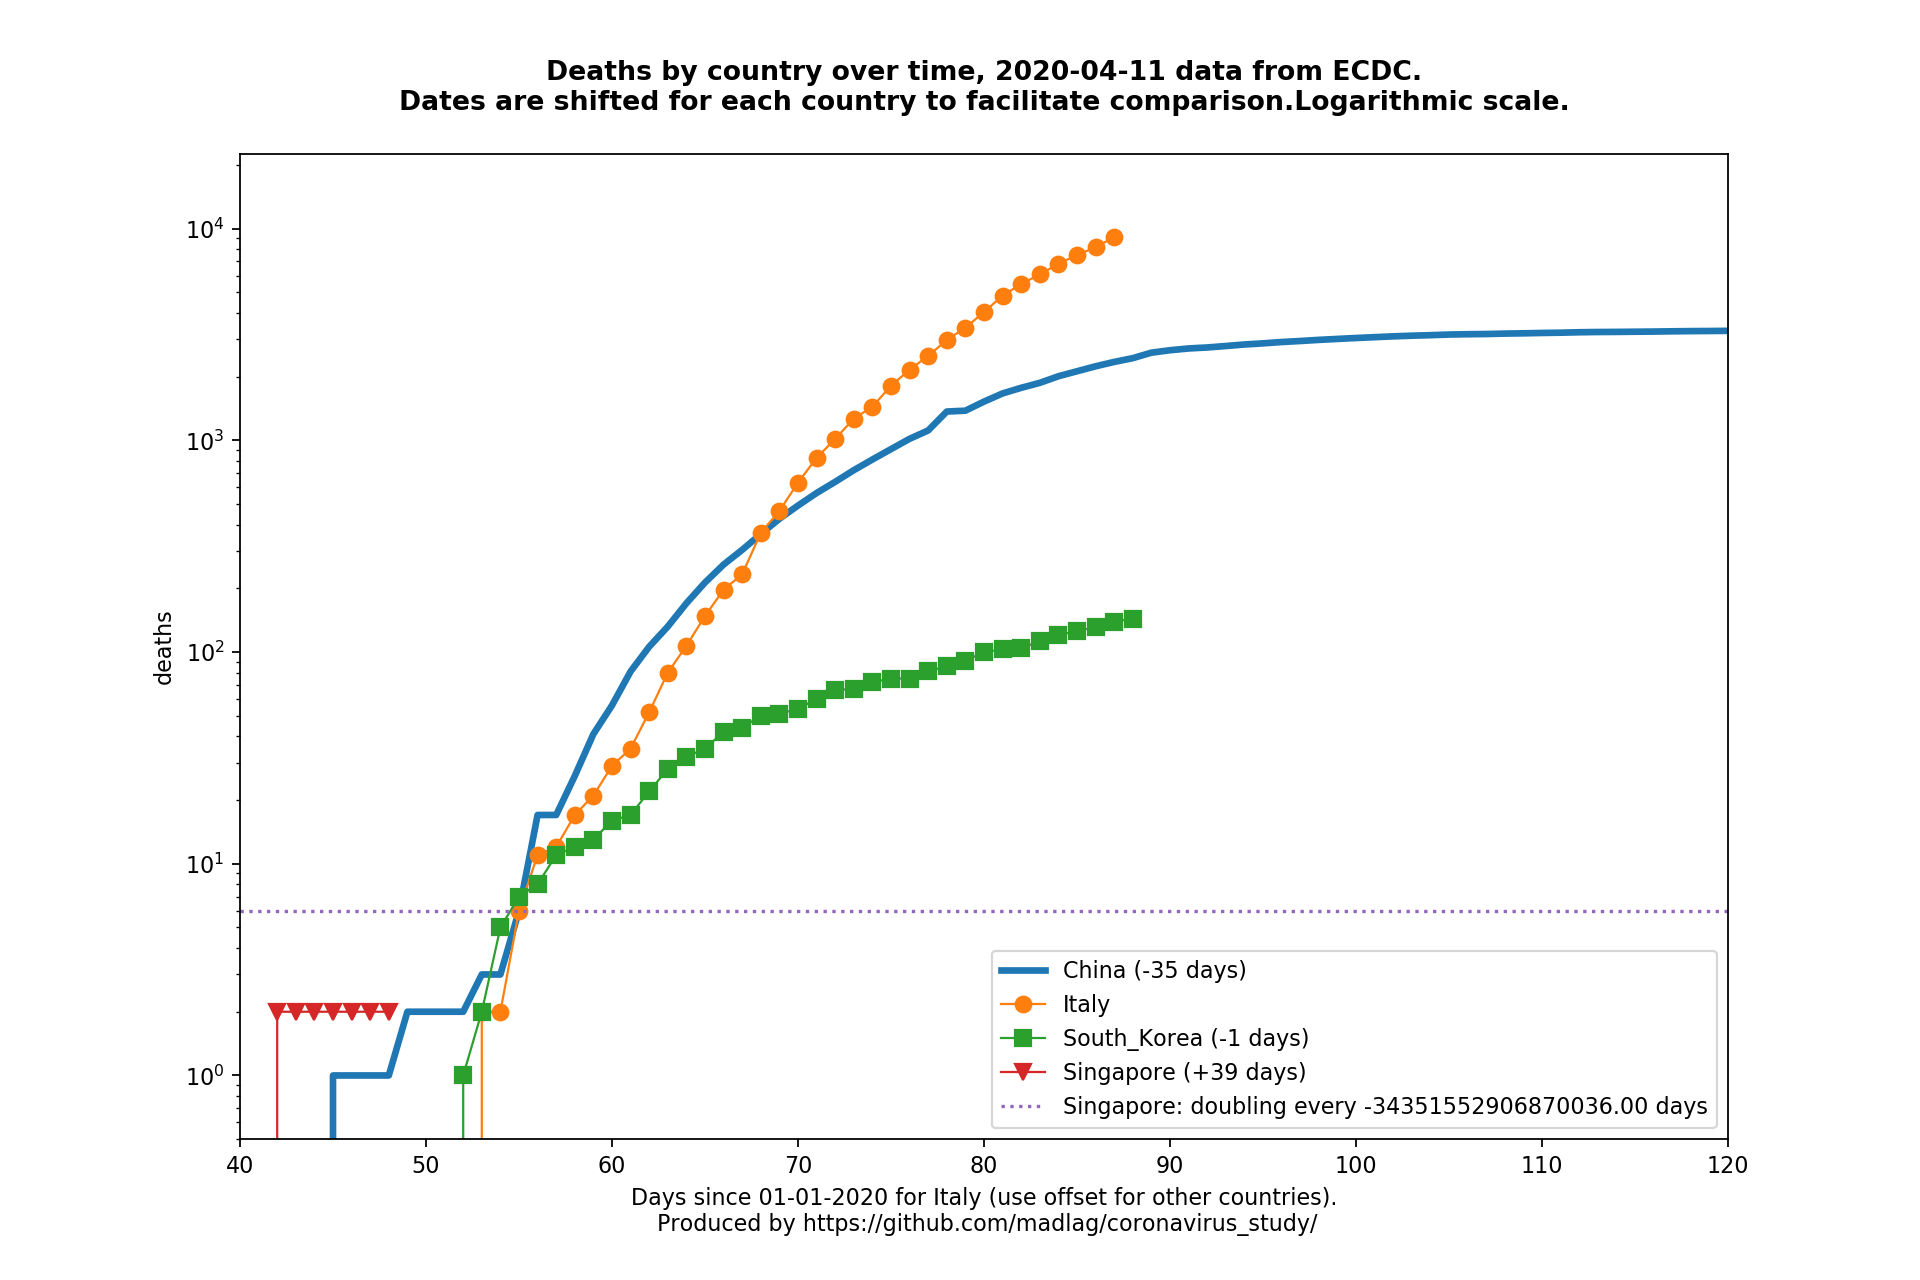 Deaths by country over time, 2020-04-11 data from ECDC.
Dates are shifted for each country to facilitate comparison.Logarithmic scale.
10⁴
10³
10²
10¹
10⁰
deaths
China (-35 days)
Italy
South_Korea (-1 days)
Singapore (+39 days)
Singapore: doubling every -34351552906870036.00 days
40 50 60 70 80 90 100 110 120
Days since 01-01-2020 for Italy (use offset for other countries).
Produced by https://github.com/madlag/coronavirus_study/